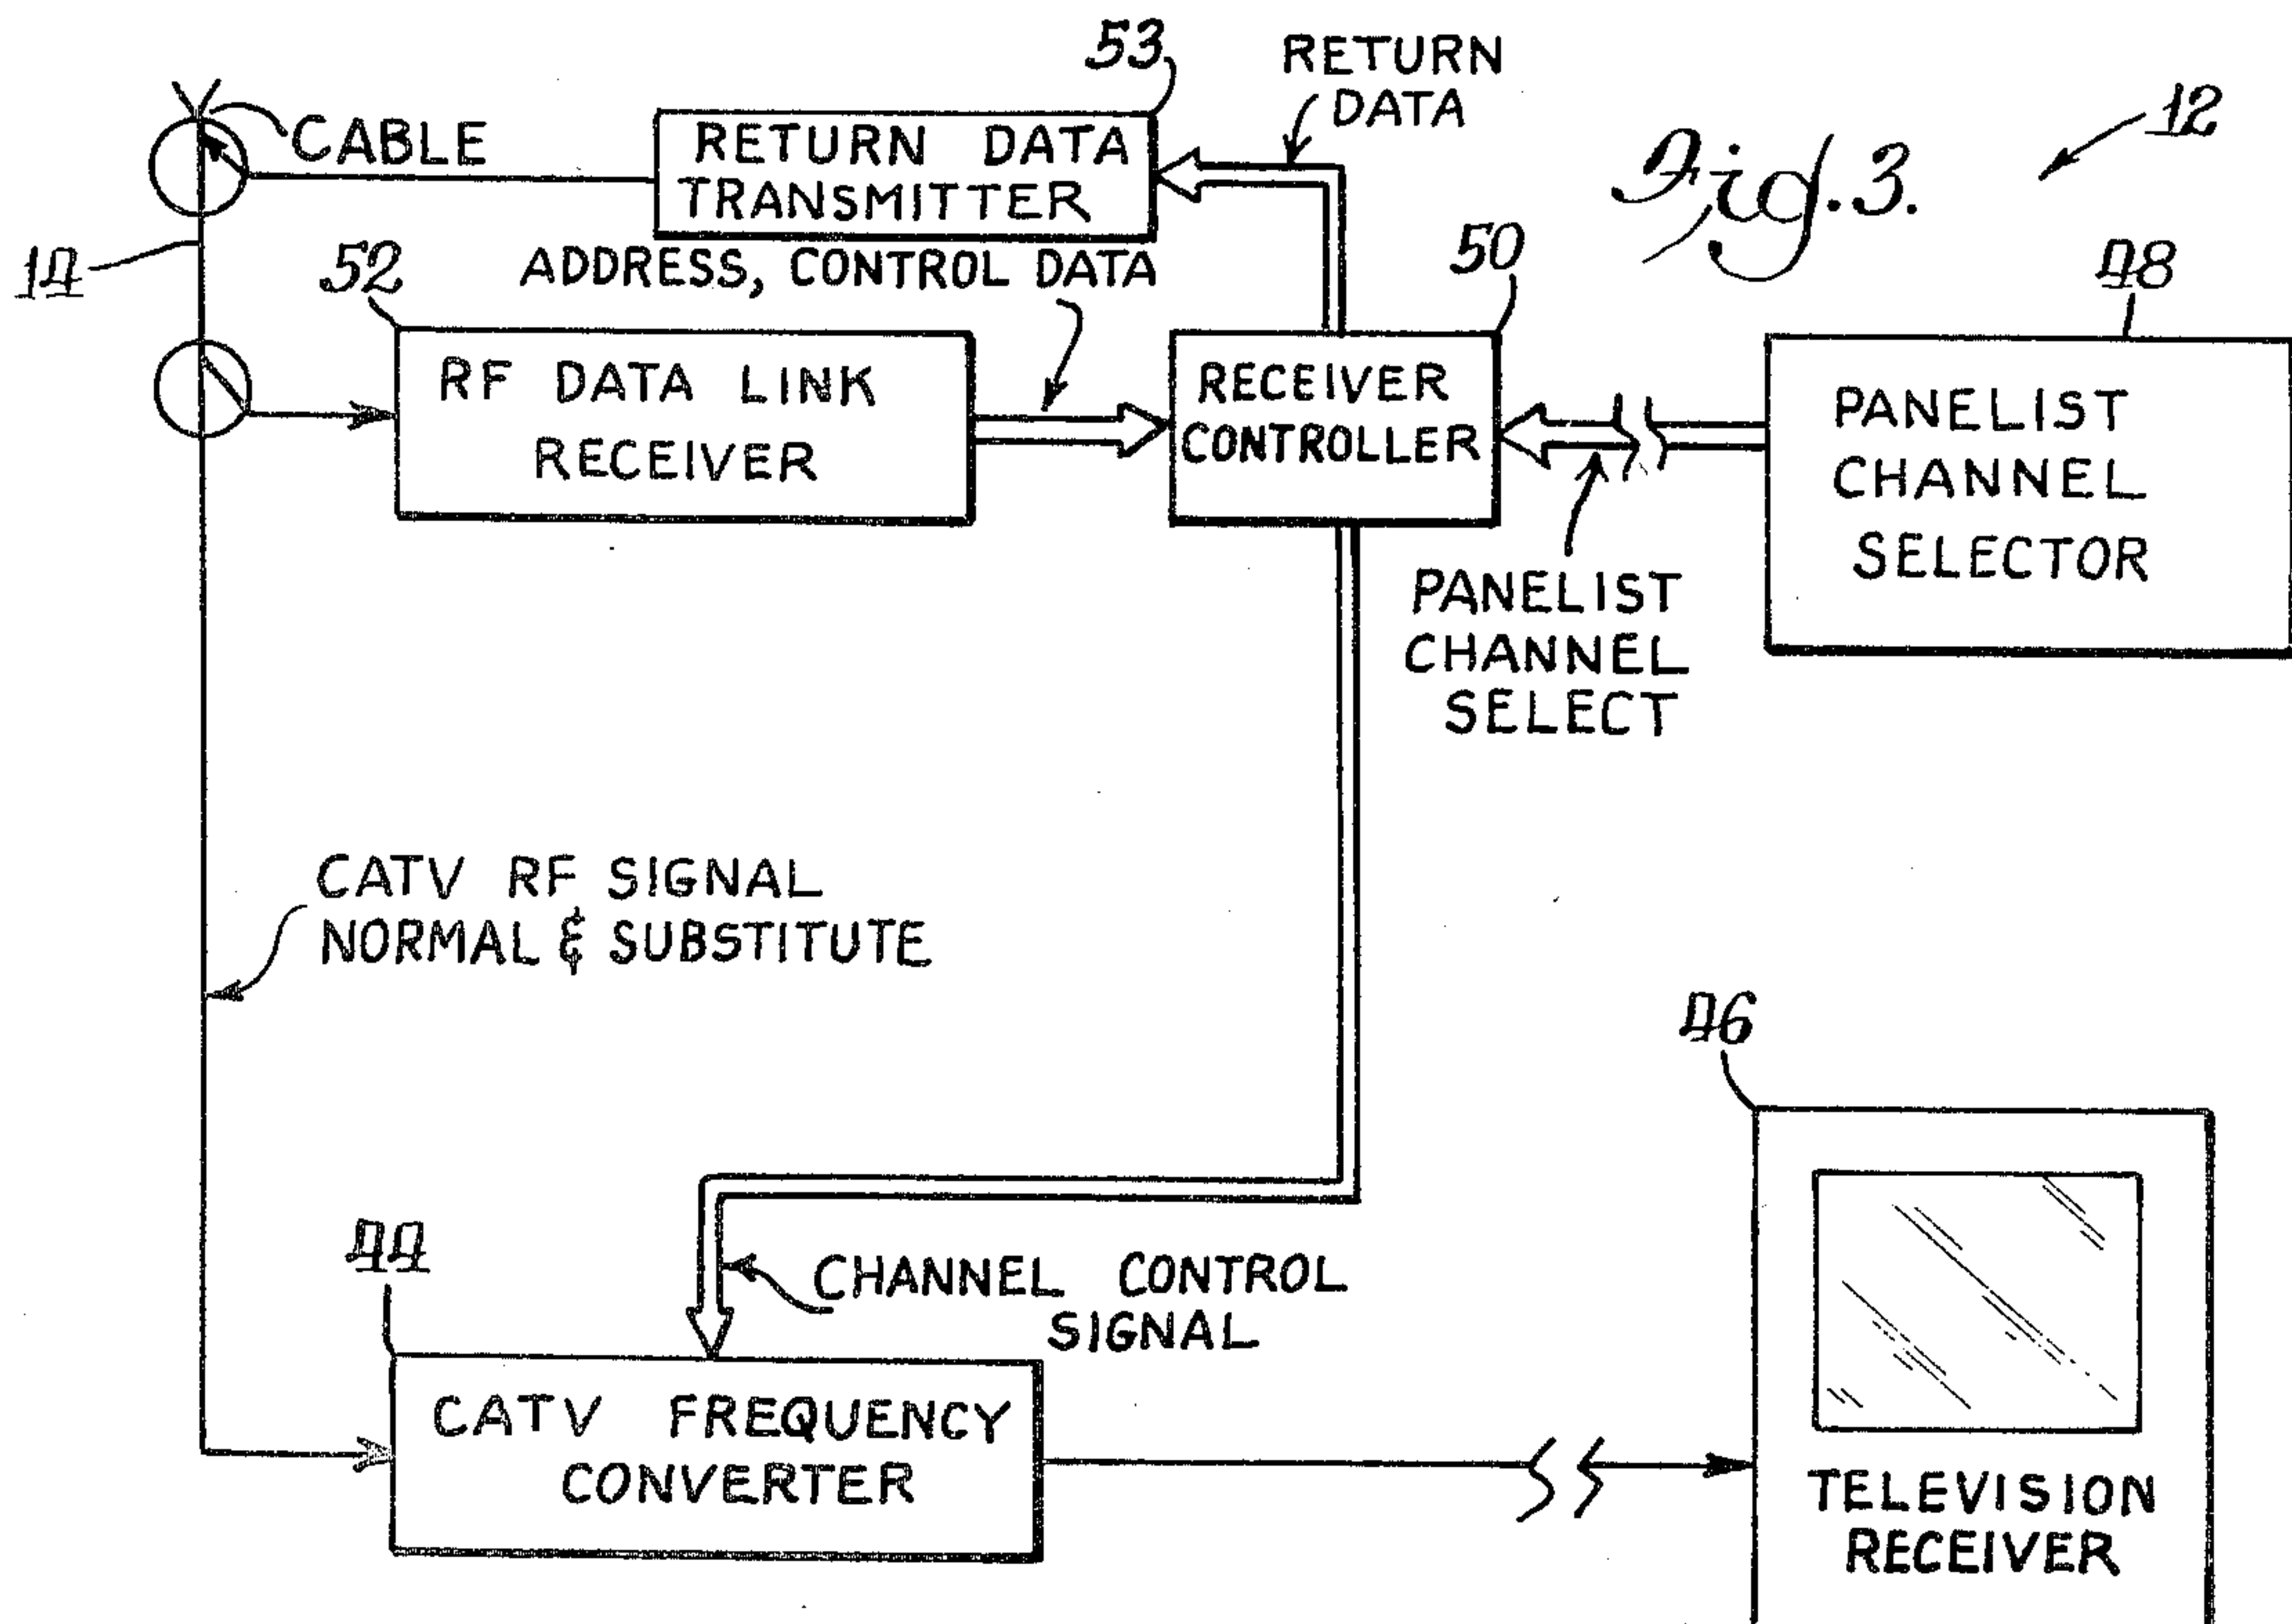 53
RETURN
DATA
12
CABLE
RETURN DATA
TRANSMITTER
Fig. 3.
14
52
ADDRESS, CONTROL DATA
50
48
RF DATA LINK
RECEIVER
RECEIVER
CONTROLLER
PANELIST
CHANNEL
SELECTOR
PANELIST
CHANNEL
SELECT
CATV RF SIGNAL
NORMAL & SUBSTITUTE
46
44
CHANNEL CONTROL
SIGNAL
CATV FREQUENCY
CONVERTER
TELEVISION
RECEIVER